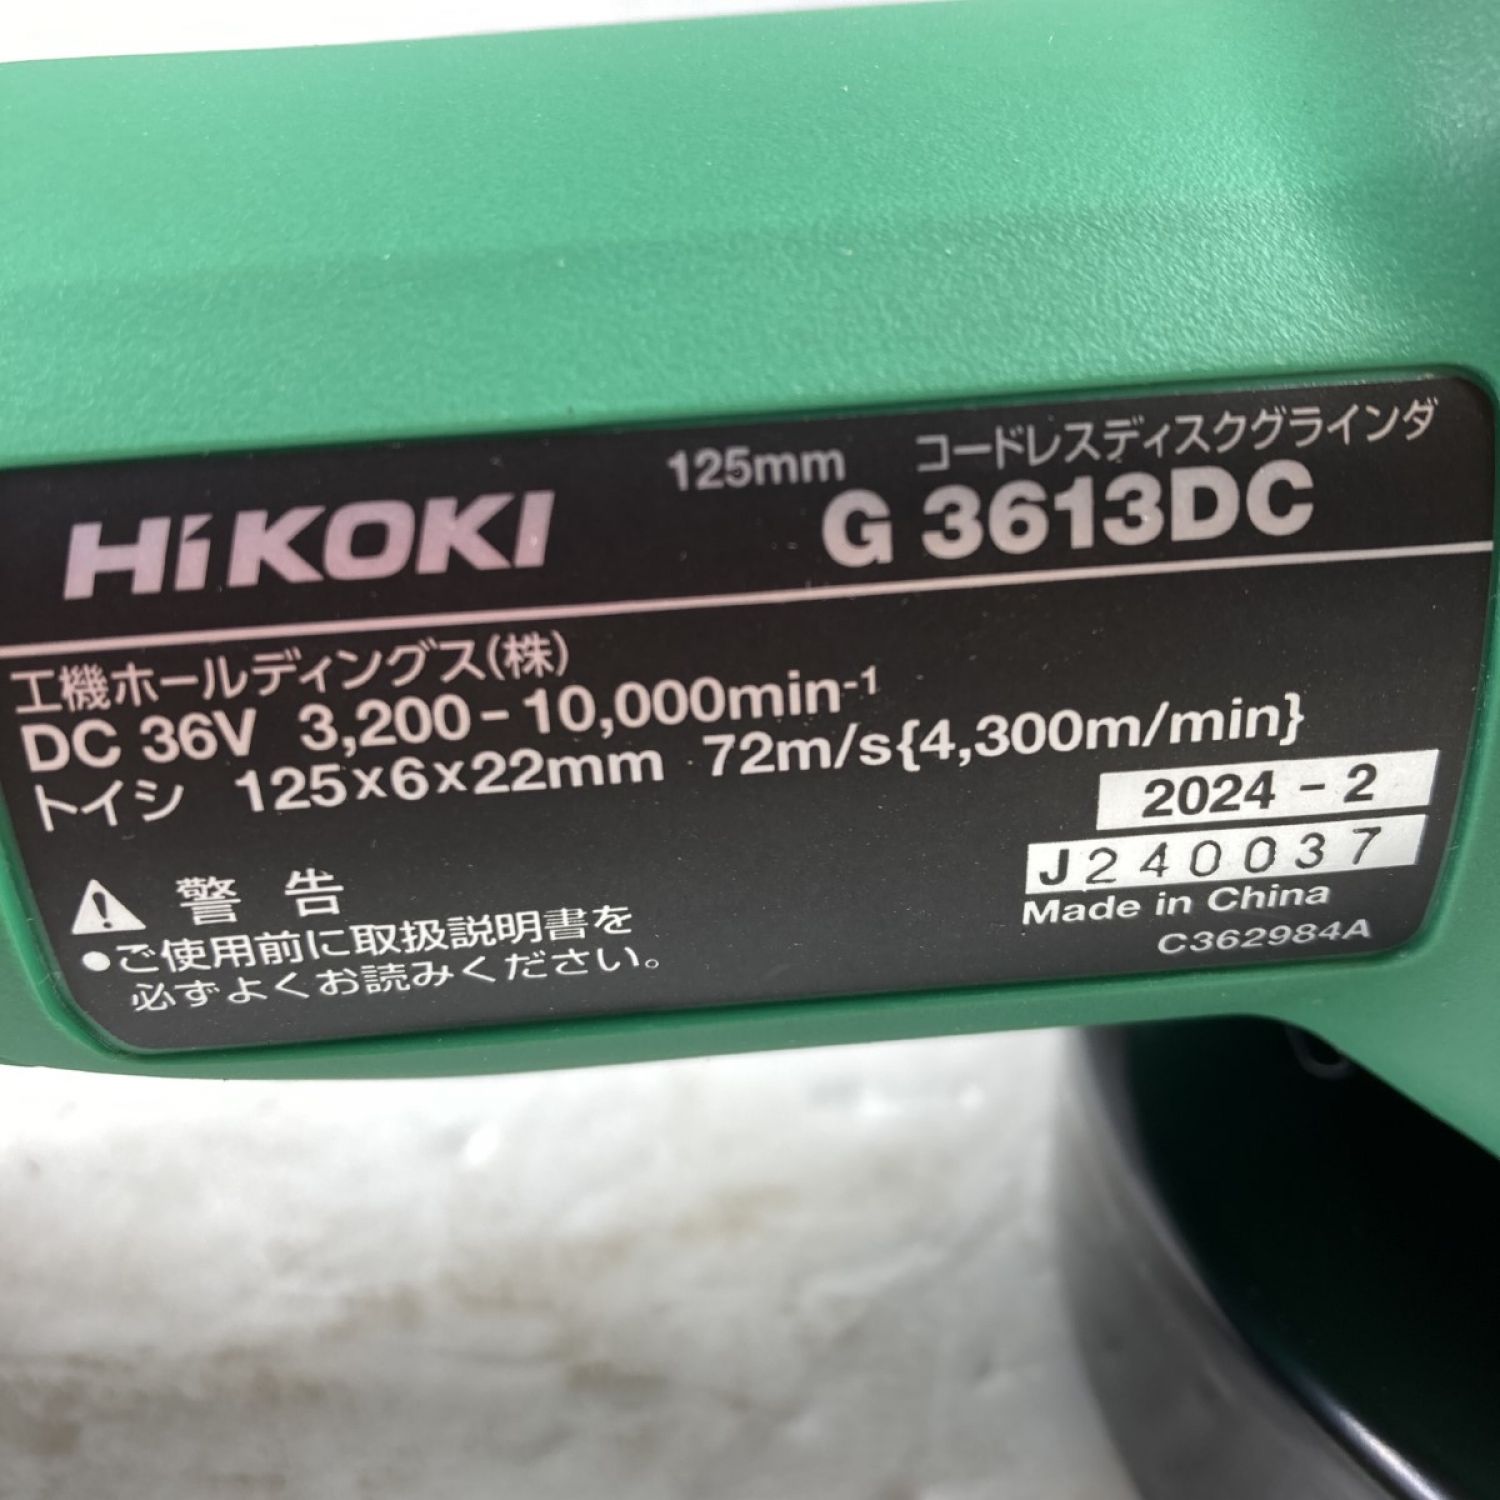 125mm コードレスディスクグラインダ
HiKOKI G 3613DC
工機ホールディングス(株)
DC 36V 3,200-10,000min-1
トイシ 125x6x22mm 72m/s{4,300m/min}
2024-2
J240037
Made in China
C362984A
警告
●ご使用前に取扱説明書を
必ずよくお読みください。